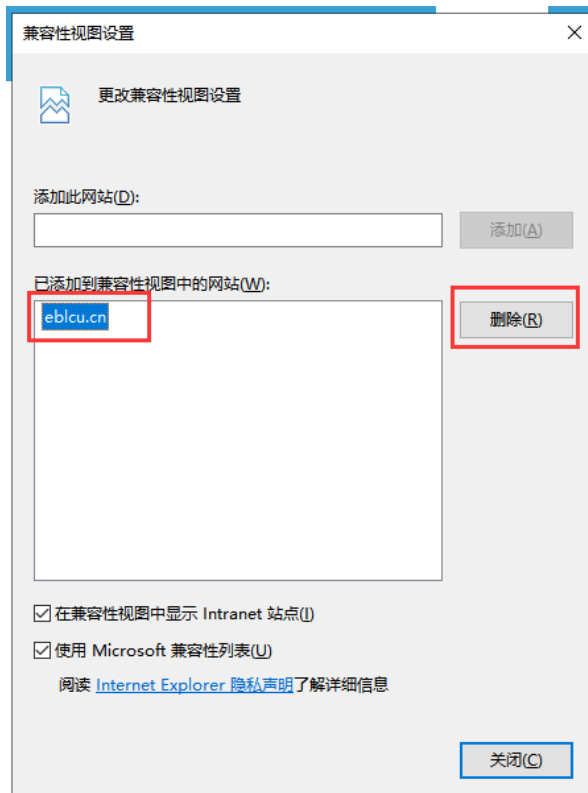 兼容性视图设置
更改兼容性视图设置
添加此网站(D):
添加(A)
已添加到兼容性视图中的网站(W):
eblcu.cn
删除(R)
在兼容性视图中显示 Intranet 站点(I)
使用 Microsoft 兼容性列表(U)
阅读 Internet Explorer 隐私声明了解详细信息
关闭(C)